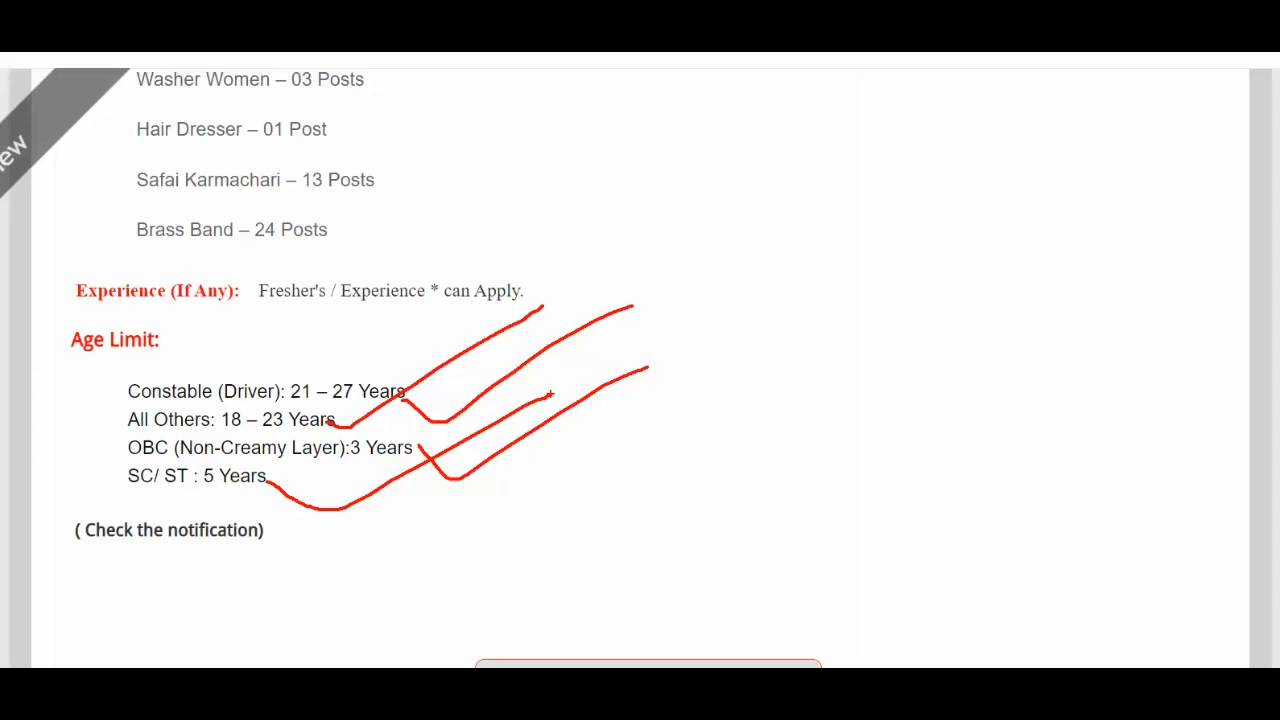 Washer Women – 03 Posts
Hair Dresser – 01 Post
Safai Karmachari – 13 Posts
Brass Band – 24 Posts
Experience (If Any): Fresher's / Experience * can Apply.
Age Limit:
Constable (Driver): 21 – 27 Years
All Others: 18 – 23 Years
OBC (Non-Creamy Layer):3 Years
SC/ ST : 5 Years
( Check the notification)